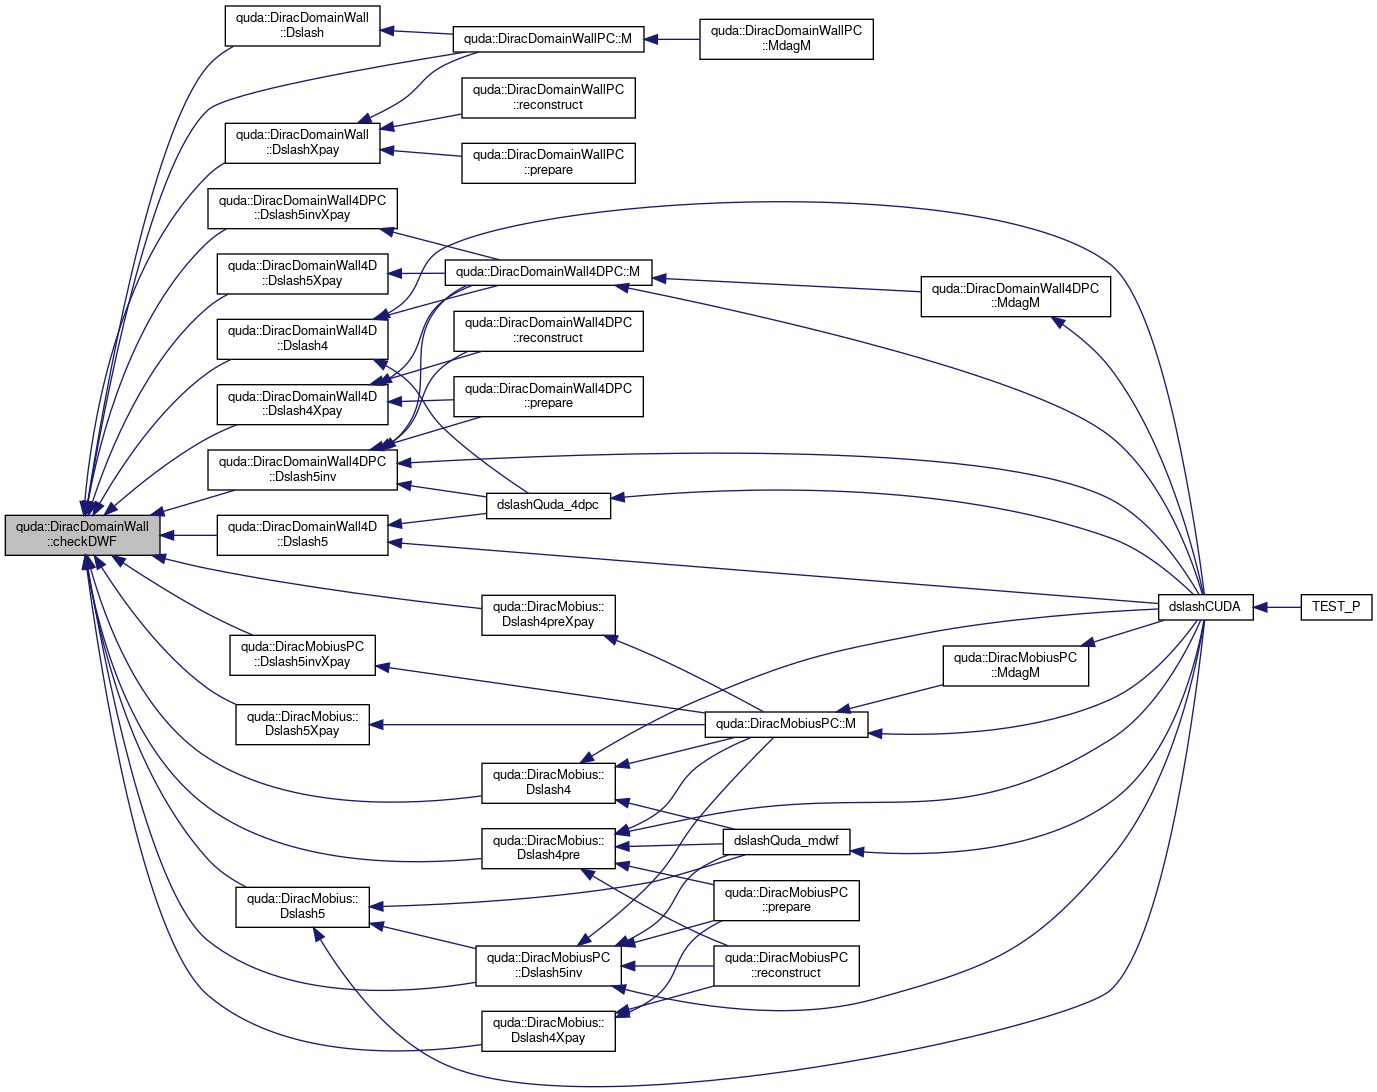 quda::DiracDomainWall
::Dslash
quda::DiracDomainWallPC::M
quda::DiracDomainWallPC
::MdagM
quda::DiracDomainWallPC
::reconstruct
quda::DiracDomainWall
::DslashXpay
quda::DiracDomainWallPC
::prepare
quda::DiracDomainWall4DPC
::Dslash5invXpay
quda::DiracDomainWall4D
::Dslash5Xpay
quda::DiracDomainWall4DPC::M
quda::DiracDomainWall4DPC
::MdagM
quda::DiracDomainWall4D
::Dslash4
quda::DiracDomainWall4DPC
::reconstruct
quda::DiracDomainWall4D
::Dslash4Xpay
quda::DiracDomainWall4DPC
::prepare
quda::DiracDomainWall4DPC
::Dslash5inv
dslashQuda_4dpc
quda::DiracDomainWall
::checkDWF
quda::DiracDomainWall4D
::Dslash5
quda::DiracMobius::
Dslash4preXpay
dslashCUDA
TEST_P
quda::DiracMobiusPC
::Dslash5invXpay
quda::DiracMobiusPC
::MdagM
quda::DiracMobius::
Dslash5Xpay
quda::DiracMobiusPC::M
quda::DiracMobius::
Dslash4
quda::DiracMobius::
Dslash4pre
dslashQuda_mdwf
quda::DiracMobius::
Dslash5
quda::DiracMobiusPC
::prepare
quda::DiracMobiusPC
::Dslash5inv
quda::DiracMobiusPC
::reconstruct
quda::DiracMobius::
Dslash4Xpay